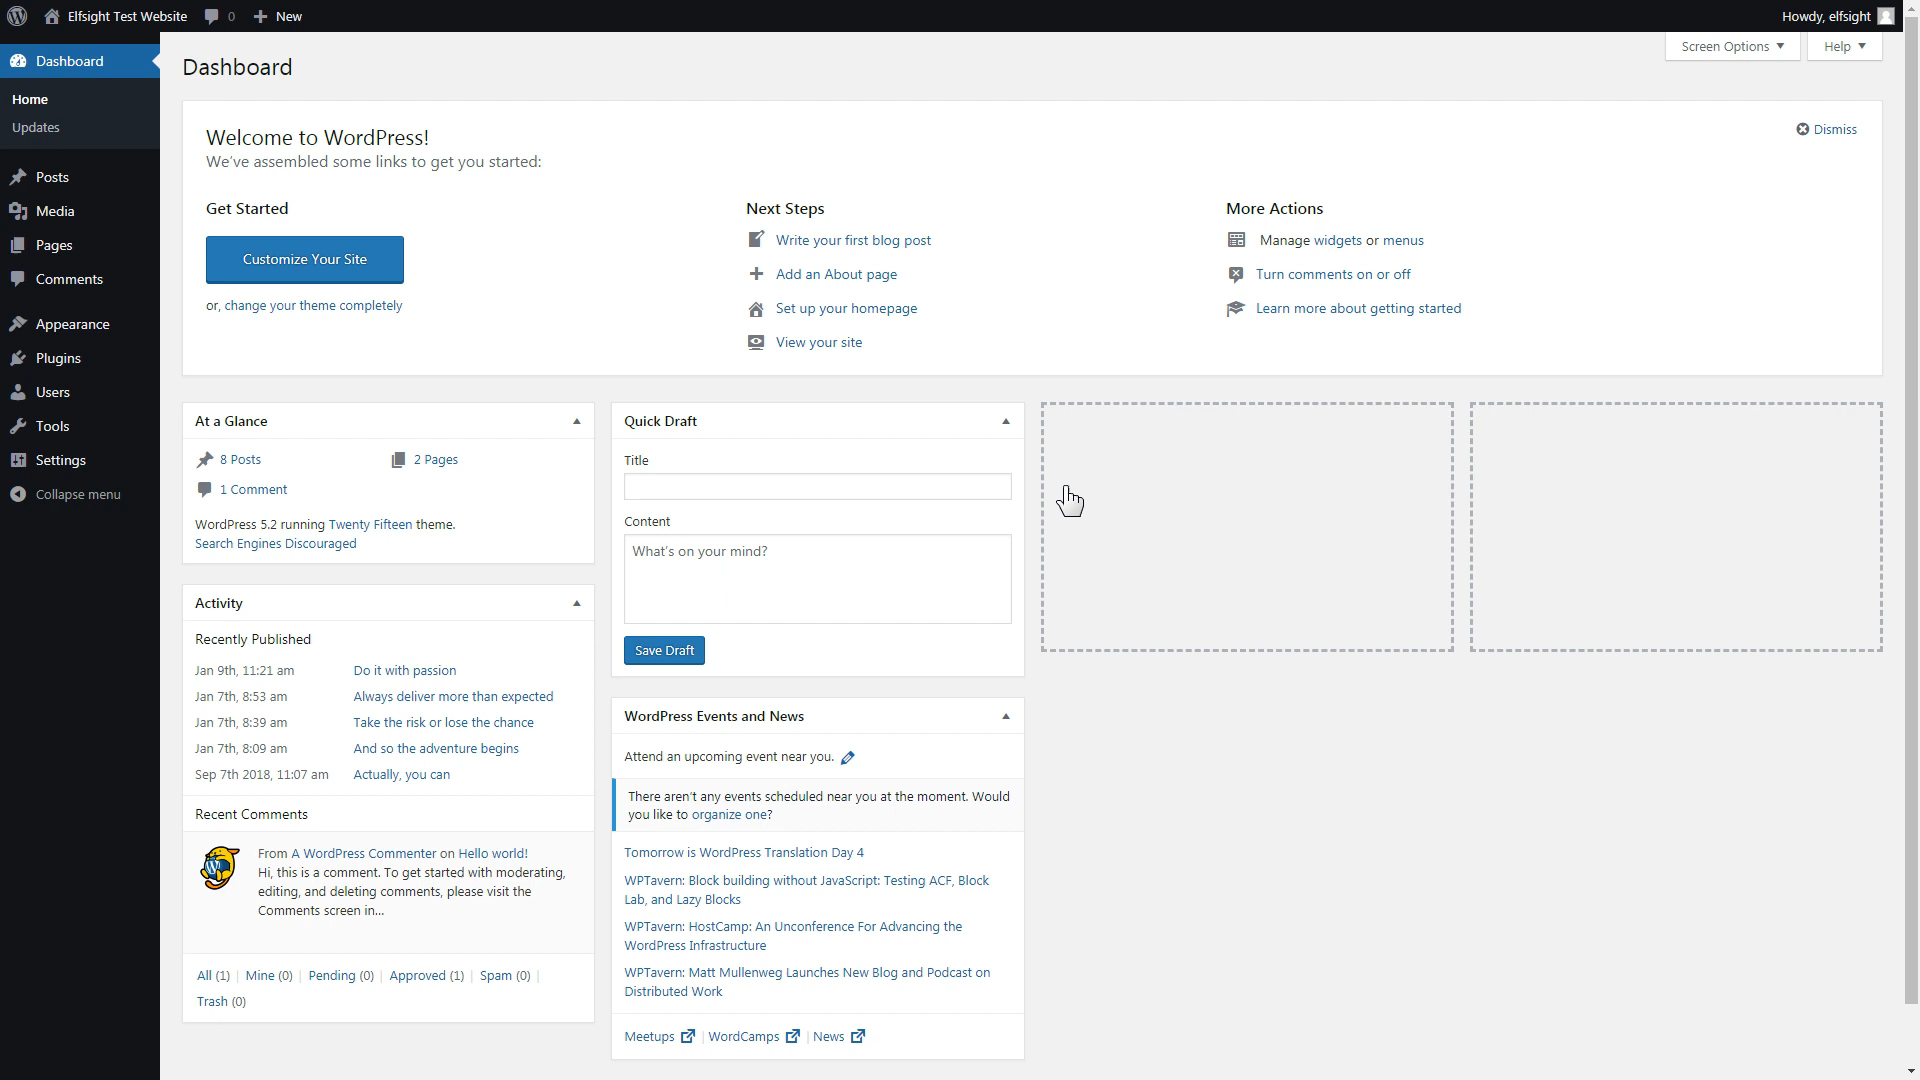 Elfsight Test Website 0 New Howdy, elfsight
Screen Options Help
Dashboard
Home
Updates
Posts
Media
Pages
Comments
Appearance
Plugins
Users
Tools
Settings
Collapse menu
Dashboard
Welcome to WordPress!
Dismiss
We've assembled some links to get you started:
Get Started
Customize Your Site
or, change your theme completely
Next Steps
Write your first blog post
Add an About page
Set up your homepage
View your site
More Actions
Manage widgets or menus
Turn comments on or off
Learn more about getting started
At a Glance
8 Posts 2 Pages
1 Comment
WordPress 5.2 running Twenty Fifteen theme.
Search Engines Discouraged
Activity
Recently Published
Jan 9th, 11:21 am Do it with passion
Jan 7th, 8:53 am Always deliver more than expected
Jan 7th, 8:39 am Take the risk or lose the chance
Jan 7th, 8:09 am And so the adventure begins
Sep 7th 2018, 11:07 am Actually, you can
Recent Comments
From A WordPress Commenter on Hello world!
Hi, this is a comment. To get started with moderating,
editing, and deleting comments, please visit the
Comments screen in...
All (1) | Mine (0) | Pending (0) | Approved (1) | Spam (0) |
Trash (0)
Quick Draft
Title
Content
What's on your mind?
Save Draft
WordPress Events and News
Attend an upcoming event near you.
There aren't any events scheduled near you at the moment. Would
you like to organize one?
Tomorrow is WordPress Translation Day 4
WPTavern: Block building without JavaScript: Testing ACF, Block
Lab, and Lazy Blocks
WPTavern: HostCamp: An Unconference For Advancing the
WordPress Infrastructure
WPTavern: Matt Mullenweg Launches New Blog and Podcast on
Distributed Work
Meetups | WordCamps | News